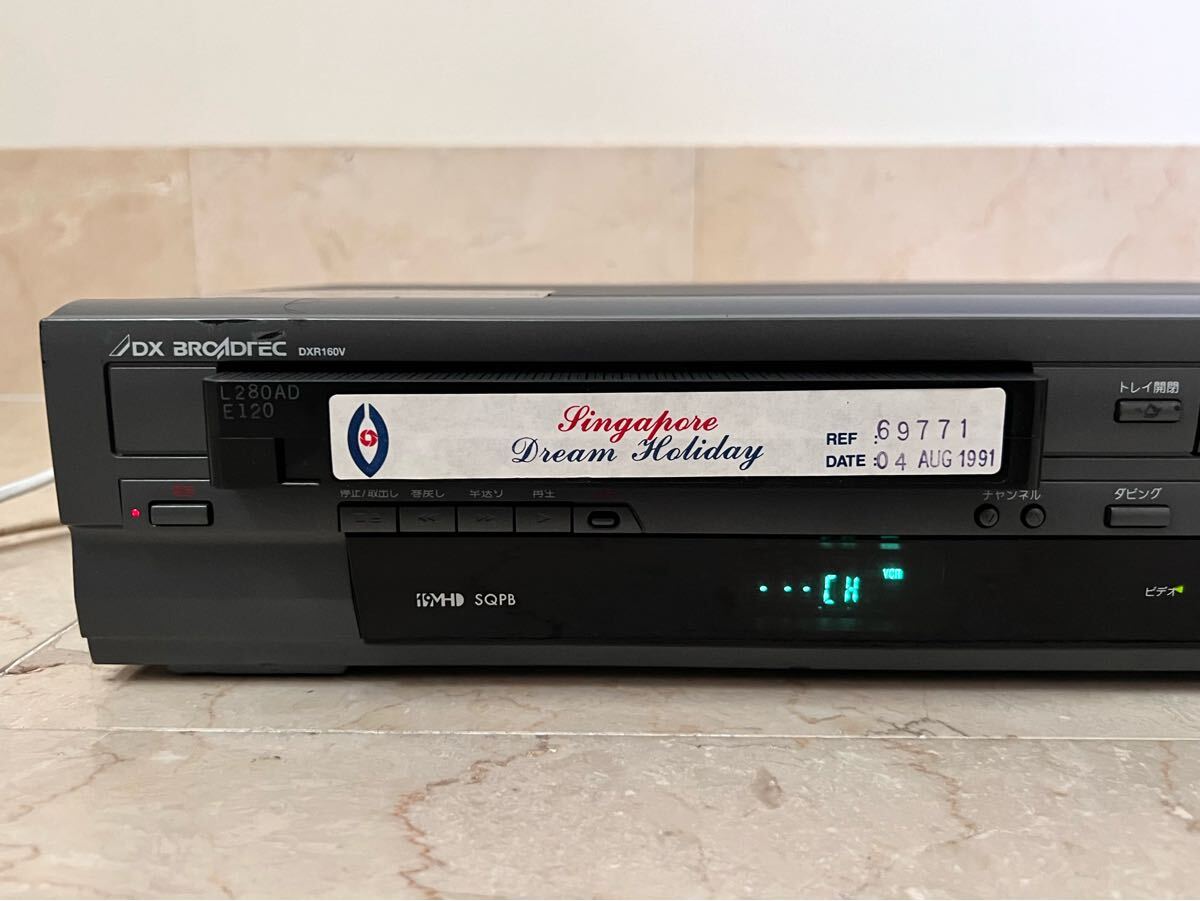 DX BROADTEC DXR160V
L280AD
E120
Singapore
Dream Holiday
REF : 69771
DATE : 04 AUG 1991
トレイ開閉
停止/取出し 巻戻し 早送り 再生
チャンネル
ダビング
19MHD SQPB
CH
VCR
ビデオ